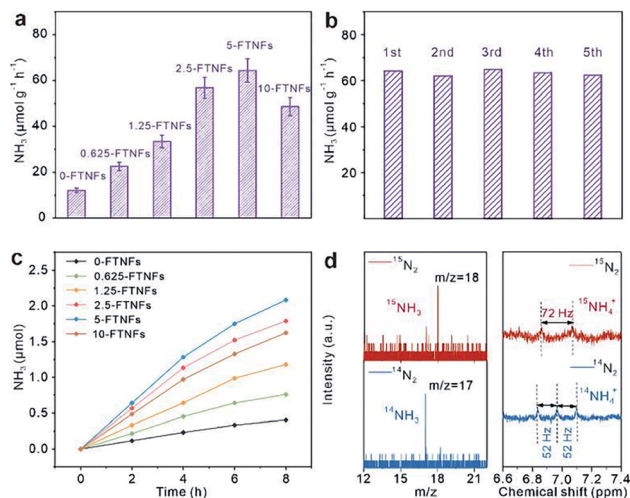 a
NH₃ (μmol g⁻¹ h⁻¹)
80
60
40
20
0
0-FTNFs
0.625-FTNFs
1.25-FTNFs
2.5-FTNFs
5-FTNFs
10-FTNFs
b
NH₃ (μmol g⁻¹ h⁻¹)
80
60
40
20
1st
2nd
3rd
4th
5th
c
NH₃ (μmol)
2.5
2.0
1.5
1.0
0.5
0.0
0-FTNFs
0.625-FTNFs
1.25-FTNFs
2.5-FTNFs
5-FTNFs
10-FTNFs
0 2 4 6 8
Time (h)
d
Intensity (a.u.)
¹⁵N₂
m/z=18
¹⁵NH₃
¹⁴N₂
m/z=17
¹⁴NH₃
12 15 18 21
m/z
¹⁵N₂
¹⁵NH₄⁺
72 Hz
¹⁴N₂
¹⁴NH₄⁺
52 Hz
52 Hz
6.6 6.8 7.0 7.2 7.4
Chemical shift (ppm)